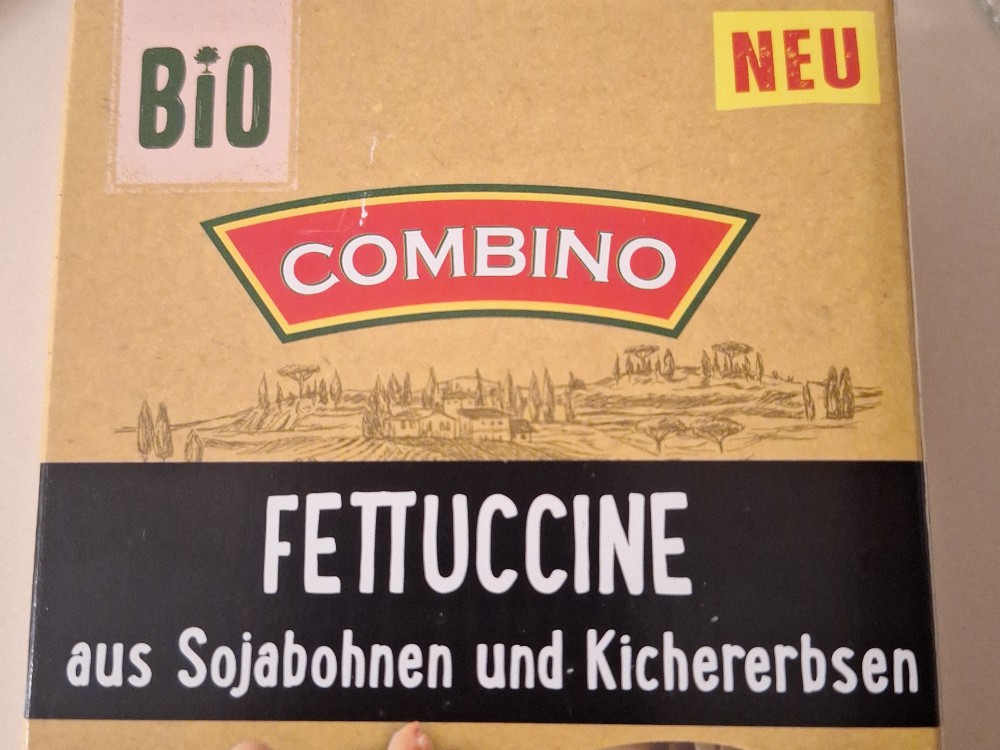 BiO
NEU
COMBINO
FETTUCCINE
aus Sojabohnen und Kichererbsen